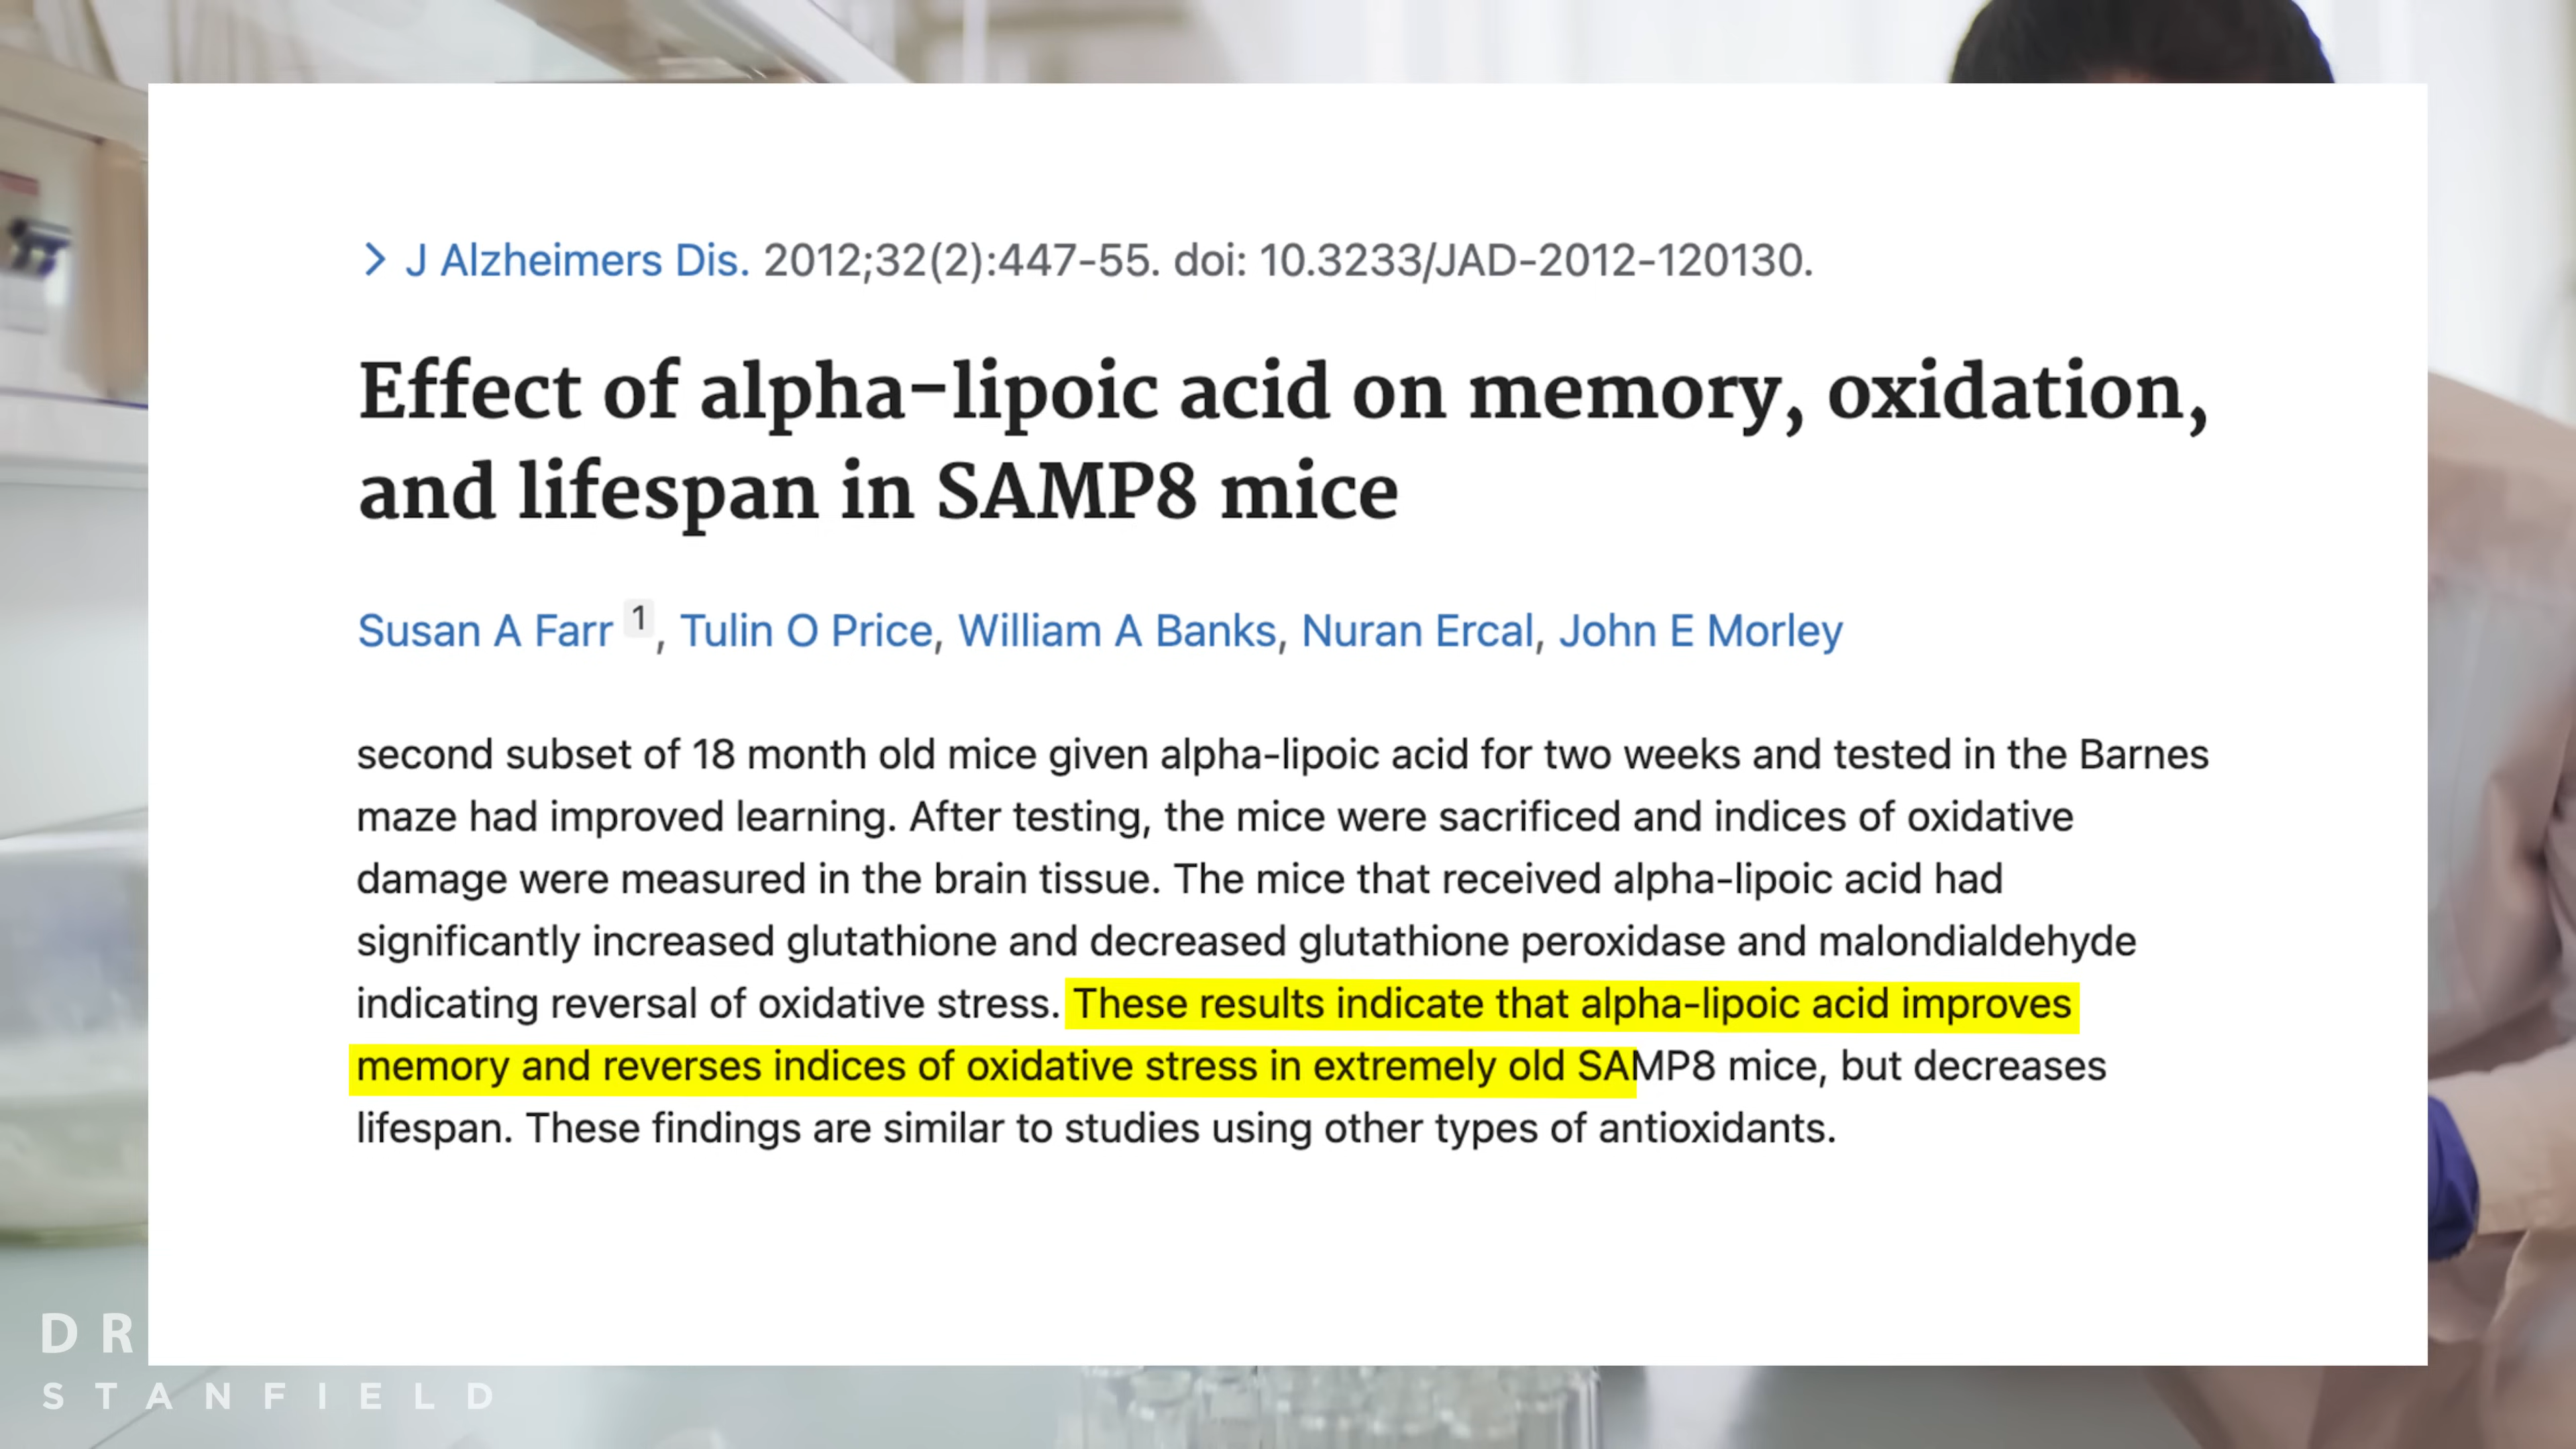 > J Alzheimers Dis. 2012;32(2):447-55. doi: 10.3233/JAD-2012-120130.
Effect of alpha-lipoic acid on memory, oxidation,
and lifespan in SAMP8 mice
Susan A Farr 1, Tulin O Price, William A Banks, Nuran Ercal, John E Morley
second subset of 18 month old mice given alpha-lipoic acid for two weeks and tested in the Barnes
maze had improved learning. After testing, the mice were sacrificed and indices of oxidative
damage were measured in the brain tissue. The mice that received alpha-lipoic acid had
significantly increased glutathione and decreased glutathione peroxidase and malondialdehyde
indicating reversal of oxidative stress. These results indicate that alpha-lipoic acid improves
memory and reverses indices of oxidative stress in extremely old SAMP8 mice, but decreases
lifespan. These findings are similar to studies using other types of antioxidants.
DR
STANFIELD